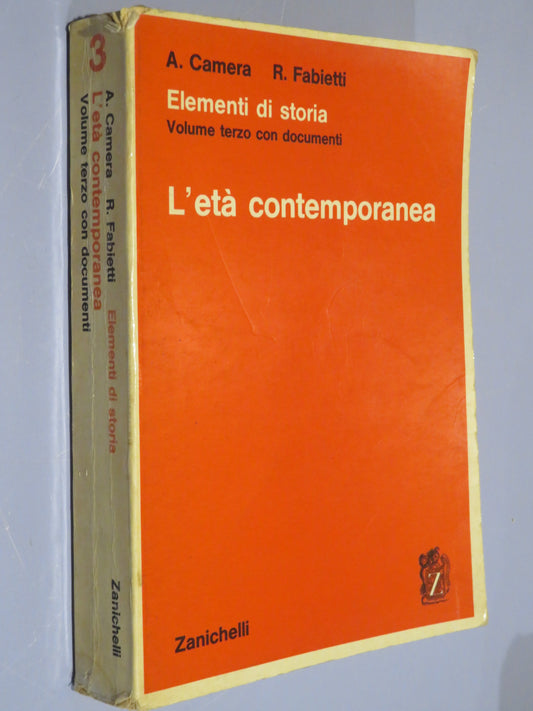 A. Camera R. Fabietti
Elementi di storia
Volume terzo con documenti
L'età contemporanea
Z
Zanichelli
3
A. Camera R. Fabietti Elementi di storia
L'età contemporanea
Volume terzo con documenti
Zanichelli